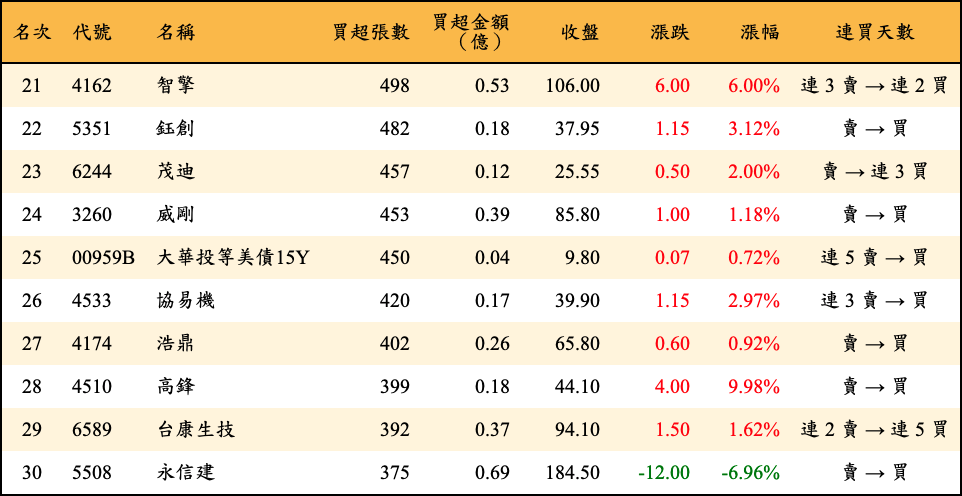 名次 代號 名稱 買超張數 買超金額（億） 收盤 漲跌 漲幅 連買天數
21 4162 智擎 498 0.53 106.00 6.00 6.00% 連 3 賣 → 連 2 買
22 5351 鈺創 482 0.18 37.95 1.15 3.12% 賣 → 買
23 6244 茂迪 457 0.12 25.55 0.50 2.00% 賣 → 連 3 買
24 3260 威剛 453 0.39 85.80 1.00 1.18% 賣 → 買
25 00959B 大華投等美債15Y 450 0.04 9.80 0.07 0.72% 連 5 賣 → 買
26 4533 協易機 420 0.17 39.90 1.15 2.97% 連 3 賣 → 買
27 4174 浩鼎 402 0.26 65.80 0.60 0.92% 賣 → 買
28 4510 高鋒 399 0.18 44.10 4.00 9.98% 賣 → 買
29 6589 台康生技 392 0.37 94.10 1.50 1.62% 連 2 賣 → 連 5 買
30 5508 永信建 375 0.69 184.50 -12.00 -6.96% 賣 → 買